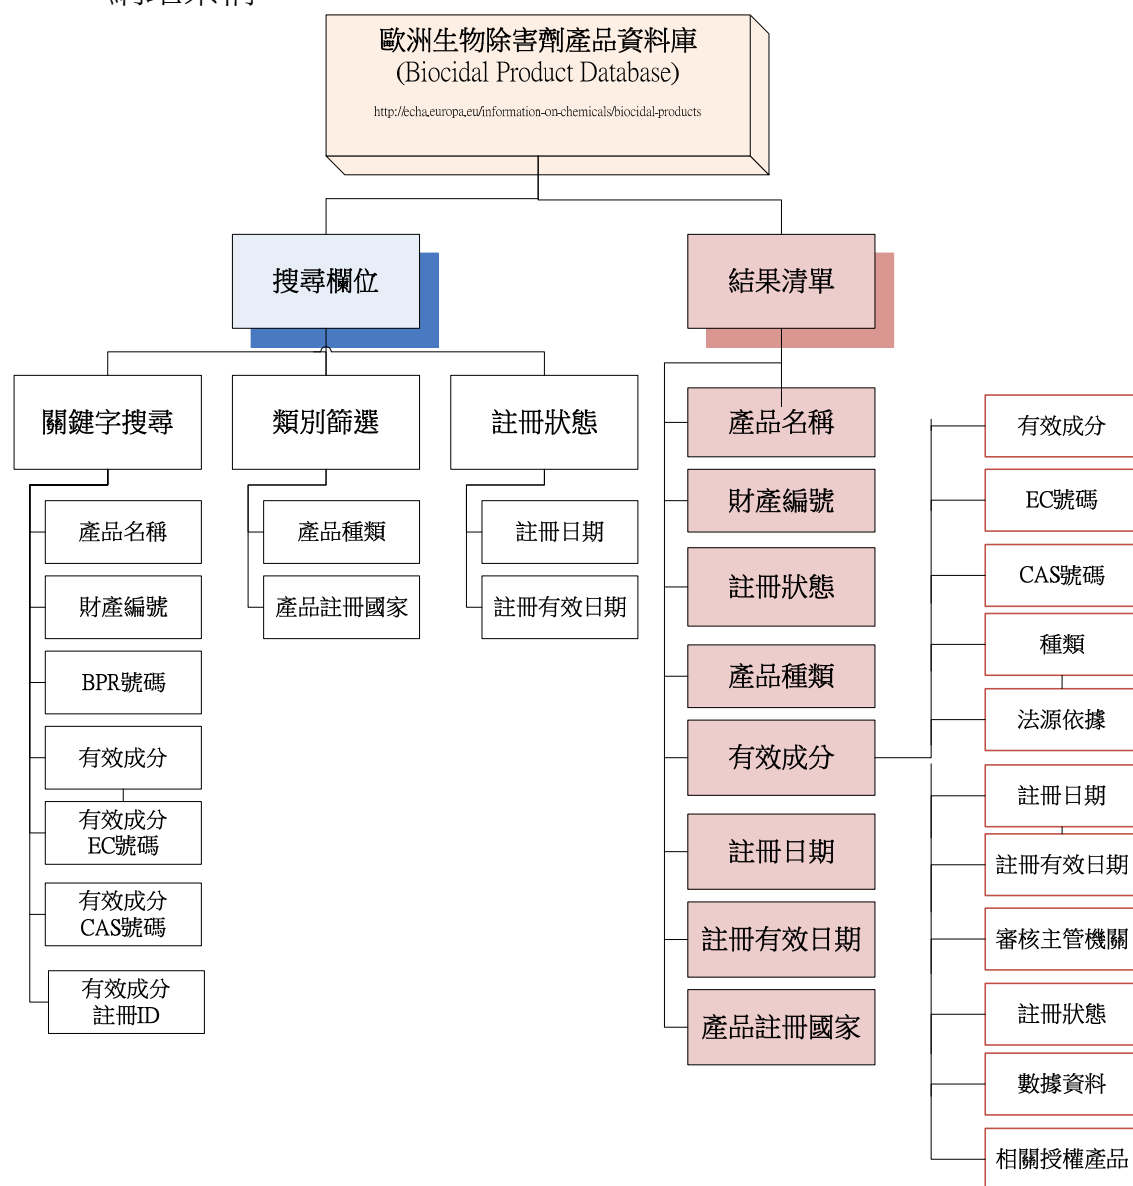 歐洲生物除害劑產品資料庫
(Biocidal Product Database)
http://echa.europa.eu/information-on-chemicals/biocidal-products
搜尋欄位
結果清單
關鍵字搜尋
類別篩選
註冊狀態
產品名稱
財產編號
BPR號碼
有效成分
有效成分
EC號碼
有效成分
CAS號碼
有效成分
註冊ID
產品種類
產品註冊國家
註冊日期
註冊有效日期
產品名稱
財產編號
註冊狀態
產品種類
有效成分
註冊日期
註冊有效日期
產品註冊國家
有效成分
EC號碼
CAS號碼
種類
法源依據
註冊日期
註冊有效日期
審核主管機關
註冊狀態
數據資料
相關授權產品